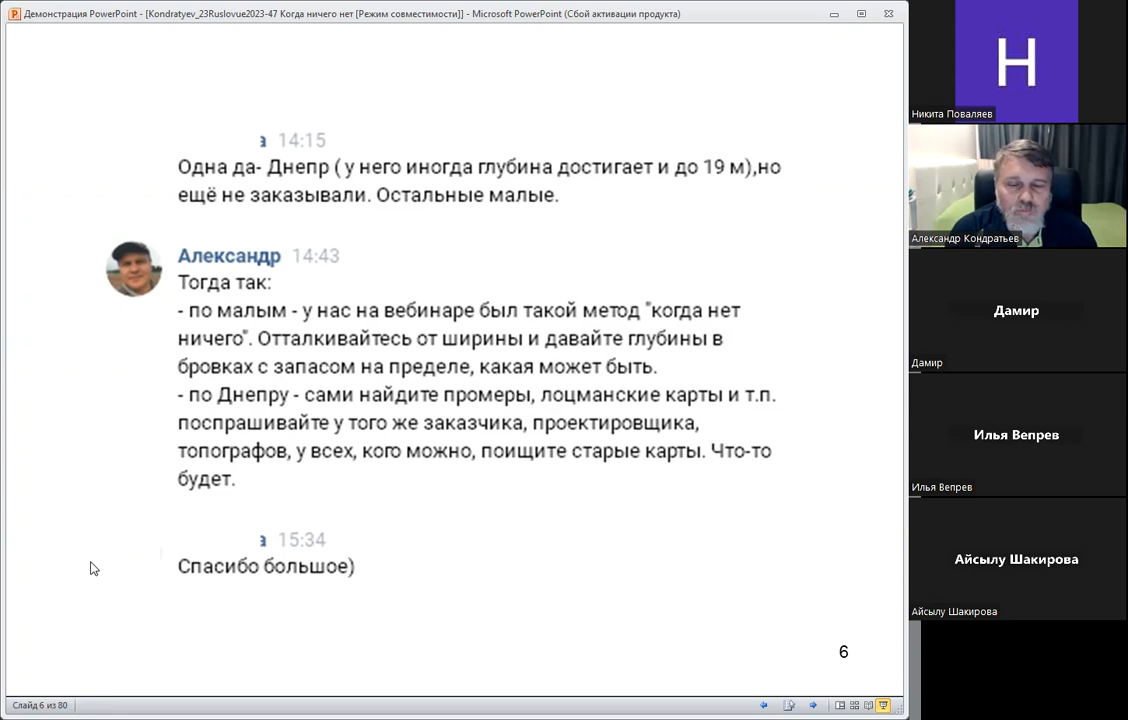 Демонстрация PowerPoint - [Kondratyev_23Ruslovue2023-47 Когда ничего нет [Режим совместимости]] - Microsoft PowerPoint (Сбой активации продукта)
а 14:15
Одна да- Днепр ( у него иногда глубина достигает и до 19 м),но
ещё не заказывали. Остальные малые.
Александр 14:43
Тогда так:
- по малым - у нас на вебинаре был такой метод "когда нет
ничего". Отталкивайтесь от ширины и давайте глубины в
бровках с запасом на пределе, какая может быть.
- по Днепру - сами найдите промеры, лоцманские карты и т.п.
поспрашивайте у того же заказчика, проектировщика,
топографов, у всех, кого можно, поищите старые карты. Что-то
будет.
а 15:34
Спасибо большое)
6
Слайд 6 из 80
Н
Никита Поваляев
Александр Кондратьев
Дамир
Дамир
Илья Вепрев
Илья Вепрев
Айсылу Шакирова
Айсылу Шакирова